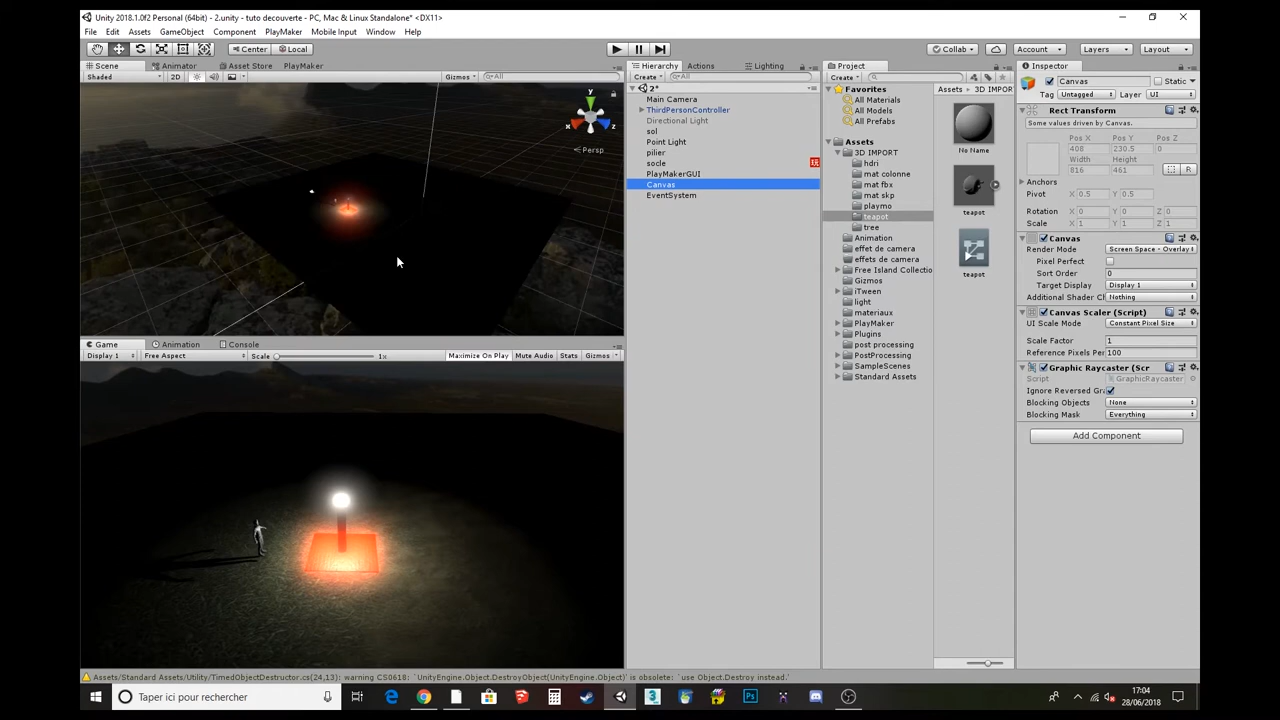 Unity 2018.1.0f2 Personal (64bit) - 2.unity - tuto decouverte - PC, Mac & Linux Standalone* <DX11>
File Edit Assets GameObject Component PlayMaker Mobile Input Window Help
Center Local Collab Account Layers Layout
Scene Animator Asset Store PlayMaker
Shaded 2D Gizmos All
y
x
z
Persp
Hierarchy Actions Lighting
Create All
2*
Main Camera
ThirdPersonController
Directional Light
sol
Point Light
pilier
socle
玩
PlayMakerGUI
Canvas
EventSystem
Project
Create
Favorites
All Materials
All Models
All Prefabs
Assets
3D IMPORT
hdri
mat colonne
mat fbx
mat skp
playmo
teapot
tree
Animation
effet de camera
effets de camera
Free Island Collectio
Gizmos
iTween
light
materiaux
PlayMaker
Plugins
post processing
PostProcessing
SampleScenes
Standard Assets
Assets 3D IMPOR
No Name
teapot
teapot
Inspector
Canvas Static
Tag Untagged Layer UI
Rect Transform
Some values driven by Canvas.
Pos X Pos Y Pos Z
408 230.5 0
Width Height
816 461
R
Anchors
Pivot X 0.5 Y 0.5
Rotation X 0 Y 0 Z 0
Scale X 1 Y 1 Z 1
Canvas
Render Mode Screen Space - Overlay
Pixel Perfect
Sort Order 0
Target Display Display 1
Additional Shader Cl Nothing
Canvas Scaler (Script)
UI Scale Mode Constant Pixel Size
Scale Factor 1
Reference Pixels Per 100
Graphic Raycaster (Scr
Script GraphicRaycaster
Ignore Reversed Gra
Blocking Objects None
Blocking Mask Everything
Add Component
Game Animation Console
Display 1 Free Aspect Scale 1x Maximize On Play Mute Audio Stats Gizmos
Assets/Standard Assets/Utility/TimedObjectDestructor.cs(24,13): warning CS0618: `UnityEngine.Object.DestroyObject(UnityEngine.Object)' is obsolete: `use Object.Destroy instead.'
Taper ici pour rechercher
17:04
28/06/2018